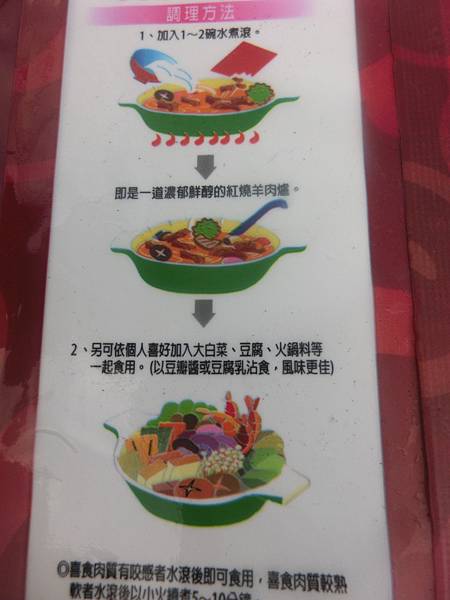 調理方法
1、加入1～2碗水煮滾。
即是一道濃郁鮮醇的紅燒羊肉爐。
2、另可依個人喜好加入大白菜、豆腐、火鍋料等
一起食用。(以豆瓣醬或豆腐乳沾食，風味更佳)
◎喜食肉質有咬感者水滾後即可食用，喜食肉質較熟
軟者水滾後以小火續煮5～10分鐘。